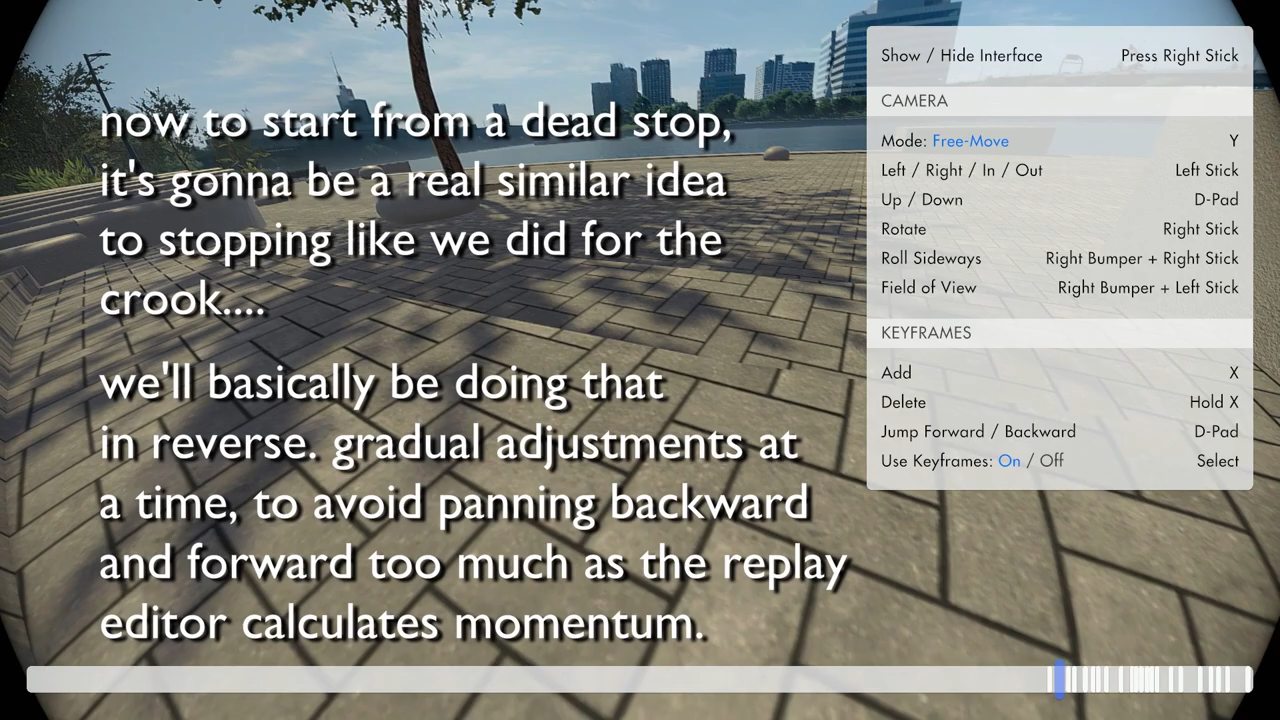 now to start from a dead stop,
it's gonna be a real similar idea
to stopping like we did for the
crook....
we'll basically be doing that
in reverse. gradual adjustments at
a time, to avoid panning backward
and forward too much as the replay
editor calculates momentum.
Show / Hide Interface Press Right Stick
CAMERA
Mode: Free-Move Y
Left / Right / In / Out Left Stick
Up / Down D-Pad
Rotate Right Stick
Roll Sideways Right Bumper + Right Stick
Field of View Right Bumper + Left Stick
KEYFRAMES
Add X
Delete Hold X
Jump Forward / Backward D-Pad
Use Keyframes: On / Off Select